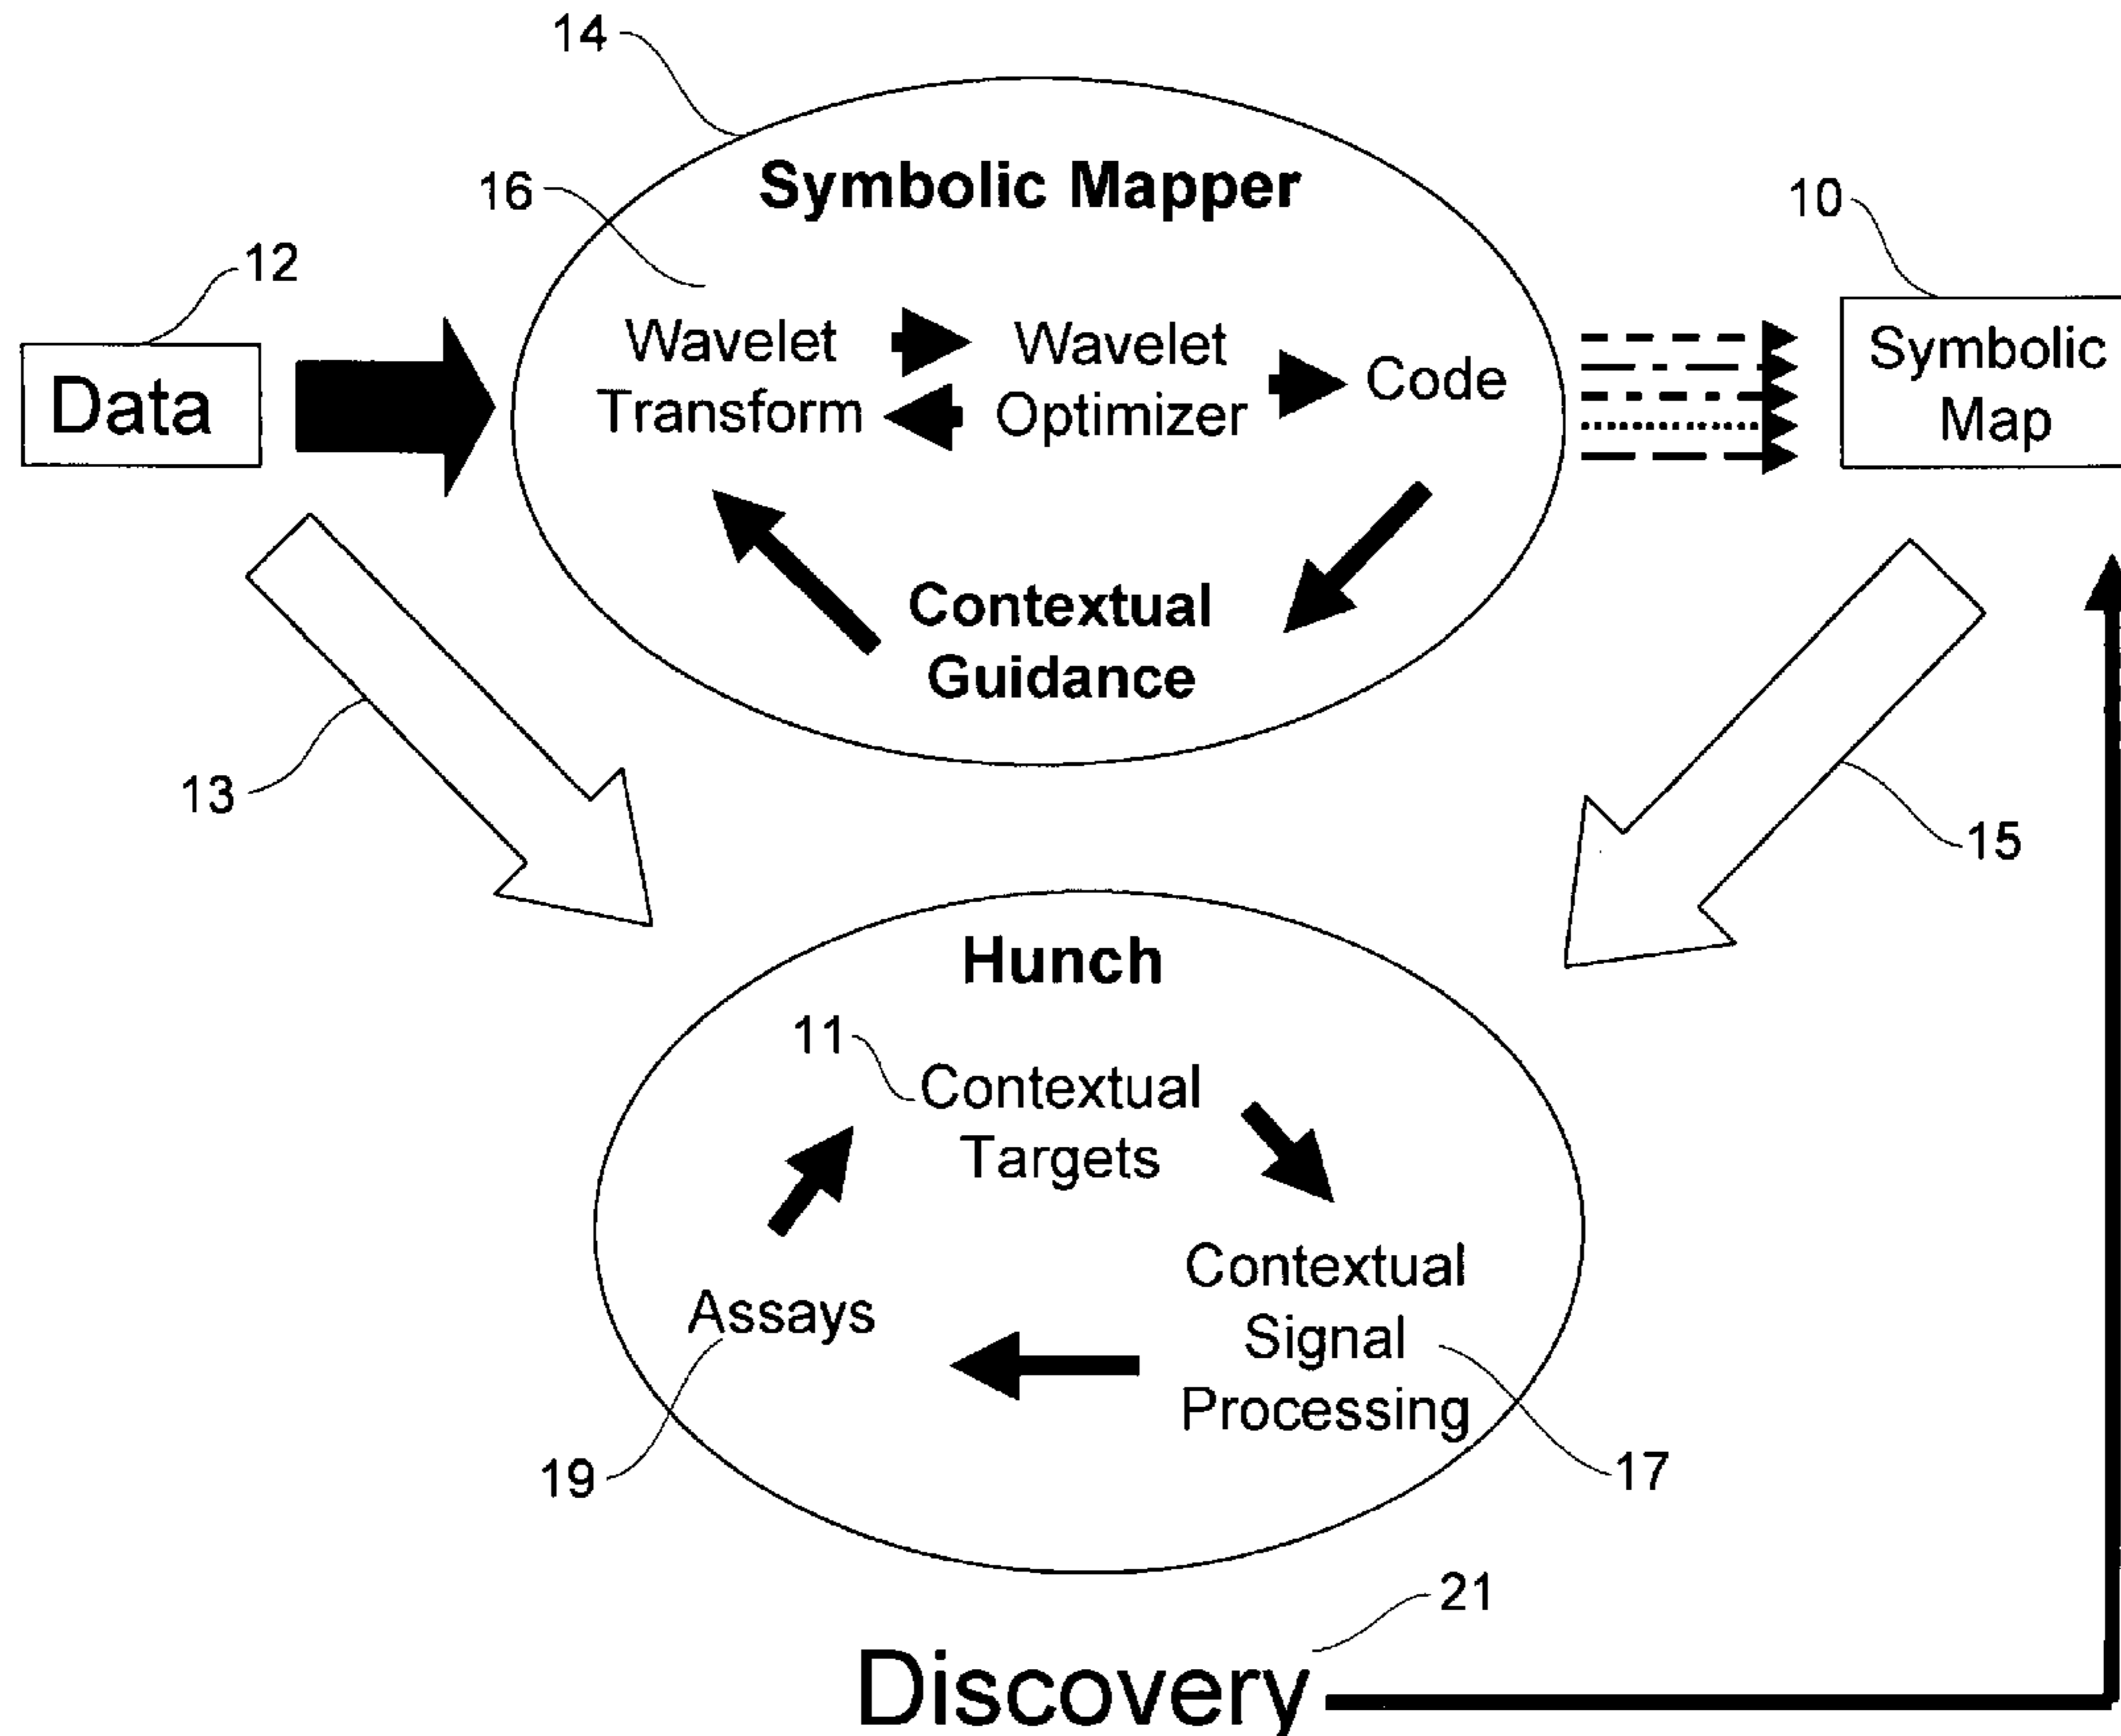 14
Symbolic Mapper
16
10
12
Data
Wavelet
Transform
Wavelet
Optimizer
Code
Symbolic
Map
Contextual
Guidance
13
15
Hunch
11
Contextual
Targets
Contextual
Signal
Processing
Assays
19
17
21
Discovery